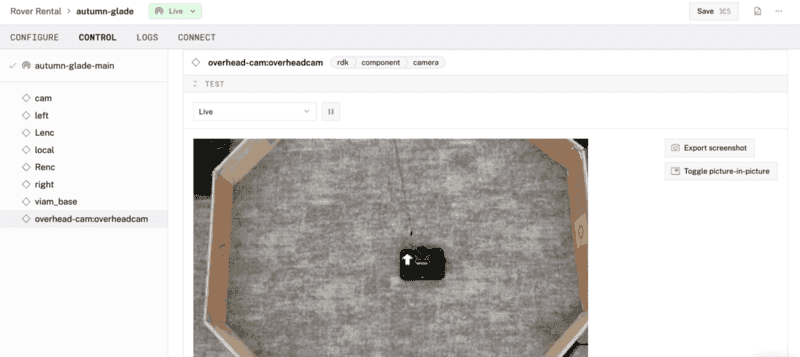 Rover Rental > autumn-glade Live Save ⌘S
CONFIGURE CONTROL LOGS CONNECT
autumn-glade-main
cam
left
Lenc
local
Renc
right
viam_base
overhead-cam:overheadcam
overhead-cam:overheadcam rdk component camera
TEST
Live
Export screenshot
Toggle picture-in-picture